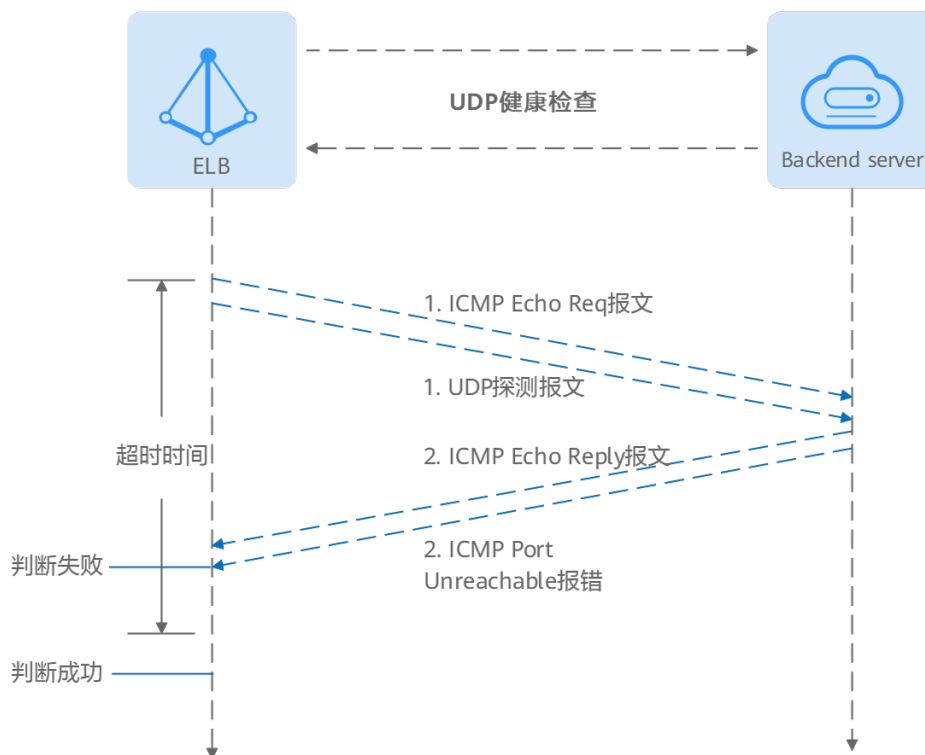 UDP健康检查
ELB
Backend server
1. ICMP Echo Req报文
1. UDP探测报文
超时时间
2. ICMP Echo Reply报文
2. ICMP Port
Unreachable报错
判断失败
判断成功